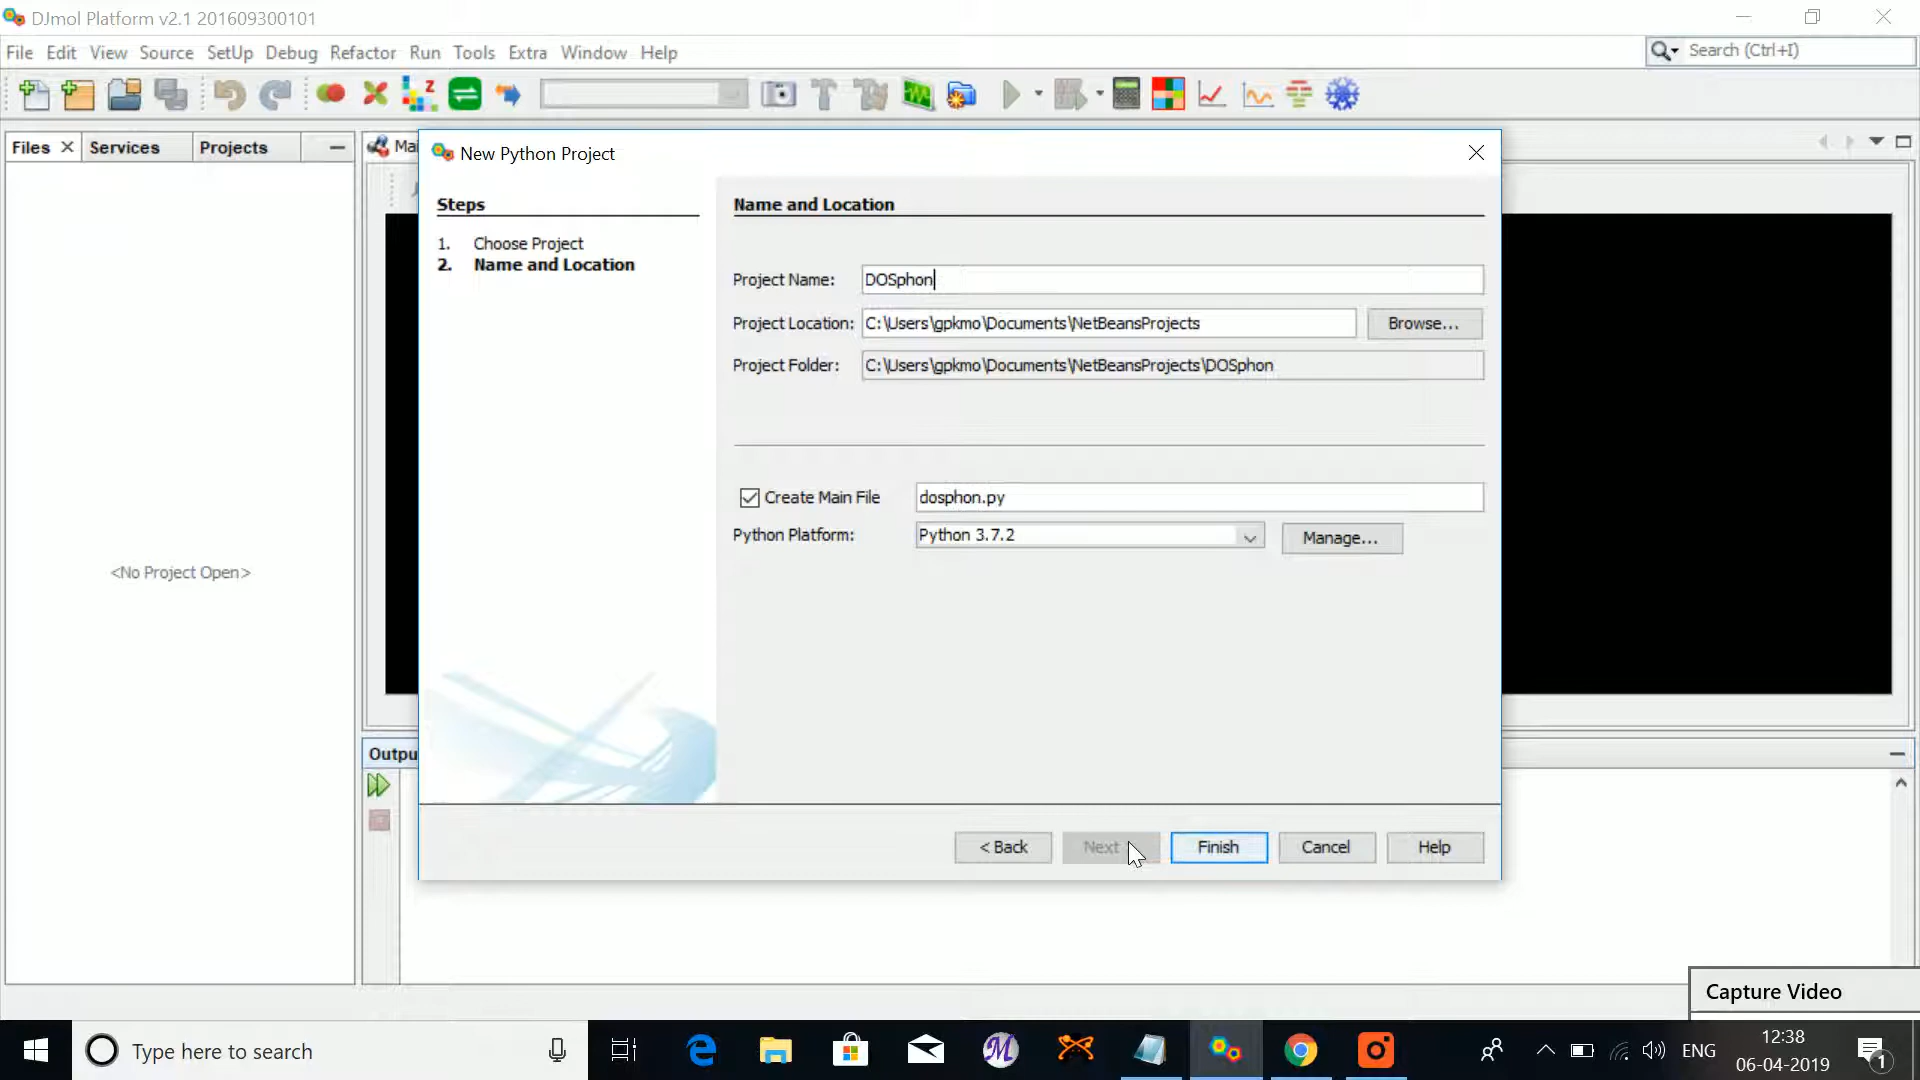 DJmol Platform v2.1 201609300101
File Edit View Source SetUp Debug Refactor Run Tools Extra Window Help
Search (Ctrl+I)
Files Services Projects
Mai
<No Project Open>
New Python Project
Steps
1. Choose Project
2. Name and Location
Name and Location
Project Name: DOSphon
Project Location: C:\Users\gpkmo\Documents\NetBeansProjects Browse...
Project Folder: C:\Users\gpkmo\Documents\NetBeansProjects\DOSphon
Create Main File dosphon.py
Python Platform: Python 3.7.2 Manage...
< Back Next Finish Cancel Help
Outpu
Capture Video
Type here to search
ENG
12:38
06-04-2019
1